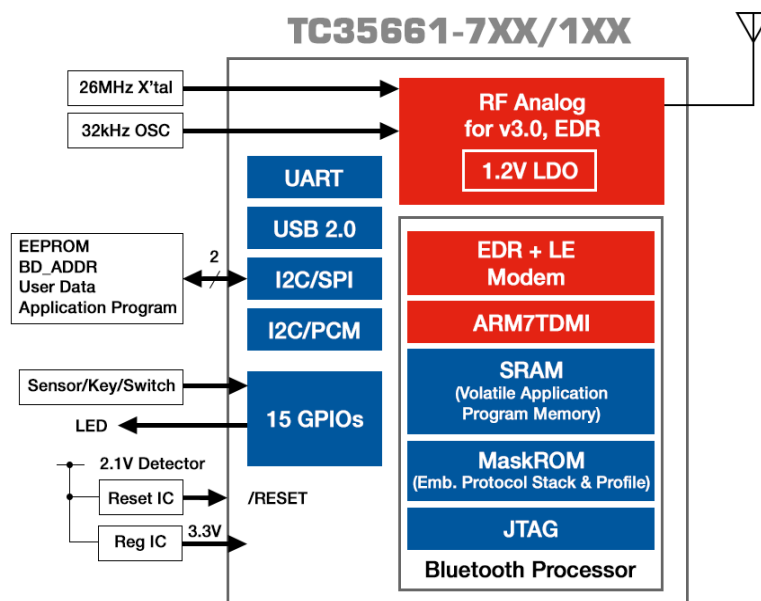 TC35661-7XX/1XX
26MHz X'tal
32kHz OSC
RF Analog
for v3.0, EDR
1.2V LDO
UART
USB 2.0
EEPROM
BD_ADDR
User Data
Application Program
2
I2C/SPI
I2C/PCM
EDR + LE
Modem
ARM7TDMI
SRAM
(Volatile Application
Program Memory)
Sensor/Key/Switch
LED
15 GPIOs
MaskROM
(Emb. Protocol Stack & Profile)
2.1V Detector
Reset IC
/RESET
Reg IC
3.3V
JTAG
Bluetooth Processor